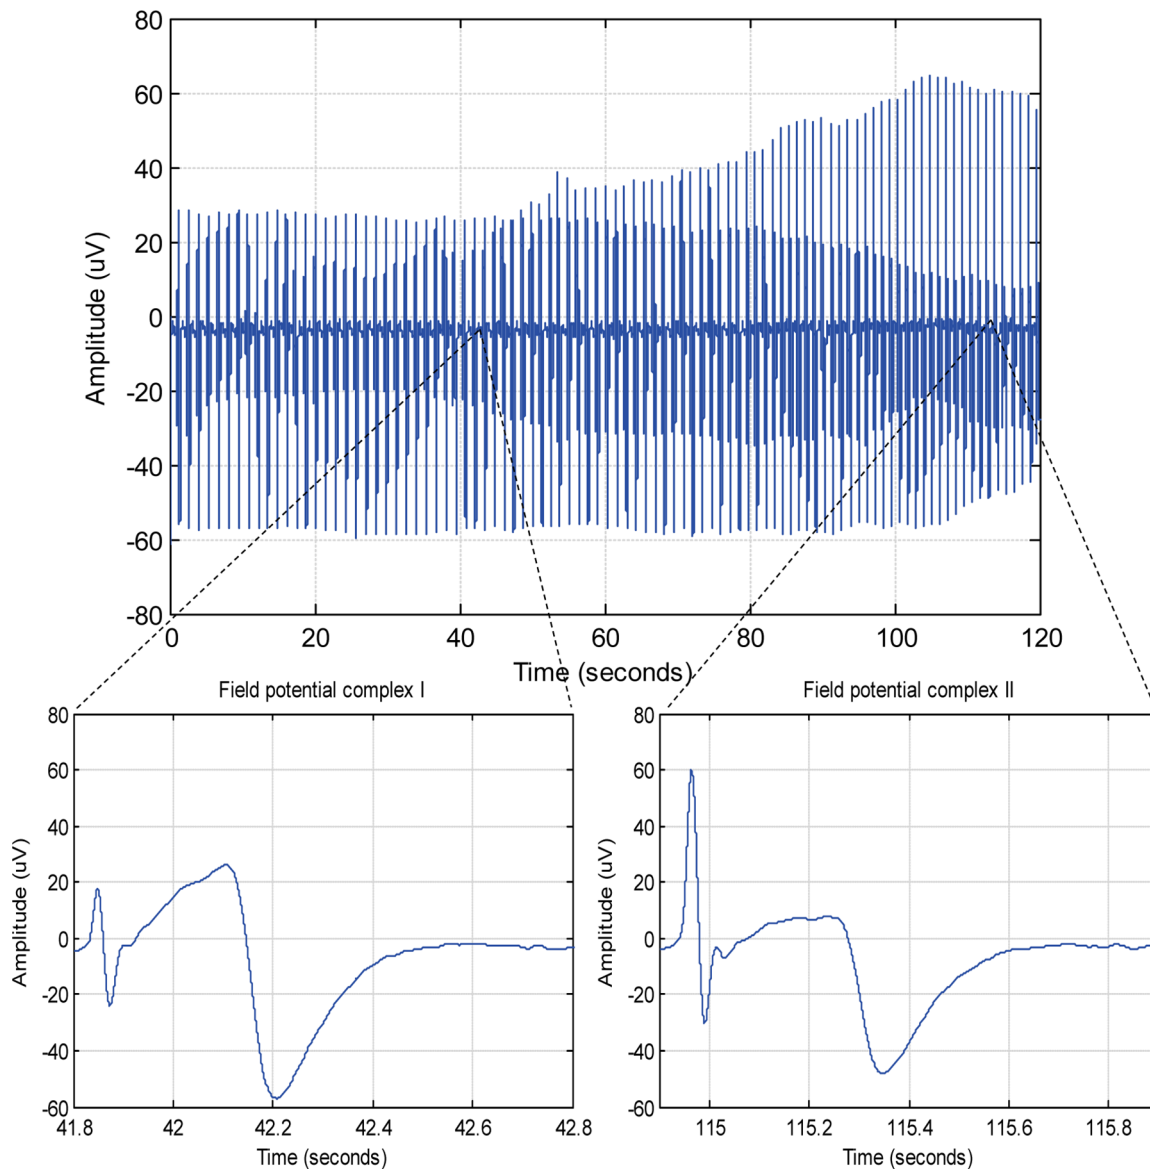 80
60
40
20
0
-20
-40
-60
-80
Amplitude (uV)
0 20 40 60 80 100 120
Time (seconds)
Field potential complex I
80
60
40
20
0
-20
-40
-60
Amplitude (uV)
41.8 42 42.2 42.4 42.6 42.8
Time (seconds)
Field potential complex II
80
60
40
20
0
-20
-40
-60
Amplitude (uV)
115 115.2 115.4 115.6 115.8
Time (seconds)